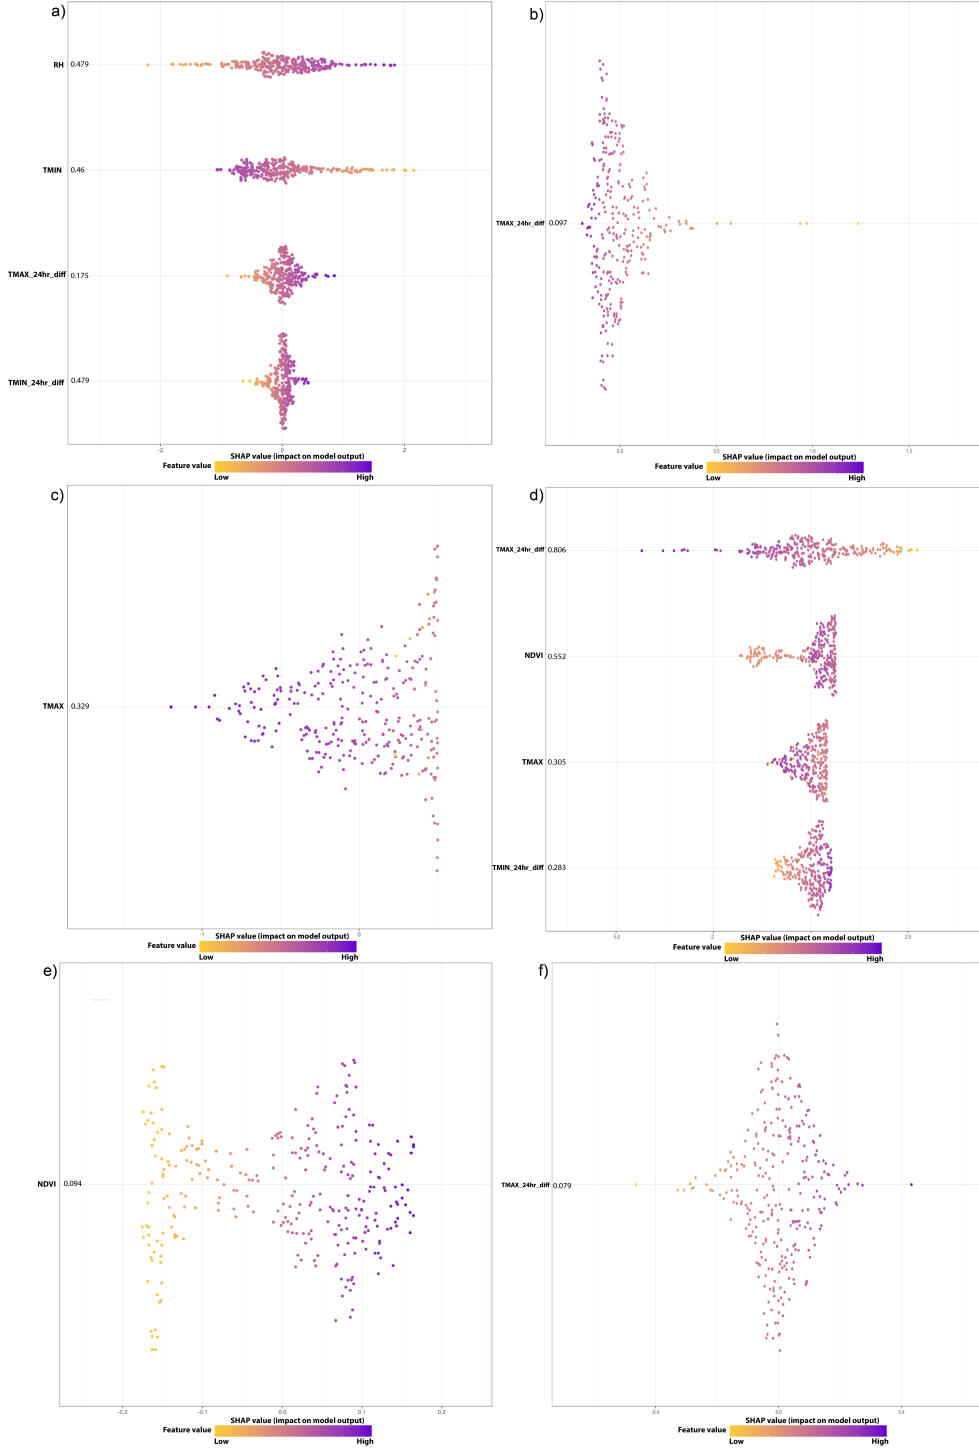 a)
RH 0.479
TMIN 0.46
TMAX_24hr_diff 0.175
TMIN_24hr_diff 0.479
-2 0 2
SHAP value (impact on model output)
Feature value
Low High
b)
TMAX_24hr_diff 0.097
0.0 0.5 1.0 1.5
SHAP value (impact on model output)
Feature value
Low High
c)
TMAX 0.329
-1 0
SHAP value (impact on model output)
Feature value
Low High
d)
TMAX_24hr_diff 0.806
NDVI 0.552
TMAX 0.305
TMIN_24hr_diff 0.283
-5.0 -2 2.5
SHAP value (impact on model output)
Feature value
Low High
e)
NDVI 0.094
-0.2 -0.1 0.0 0.1 0.2
SHAP value (impact on model output)
Feature value
Low High
f)
TMAX_24hr_diff 0.079
-0.4 0.0 0.4
SHAP value (impact on model output)
Feature value
Low High